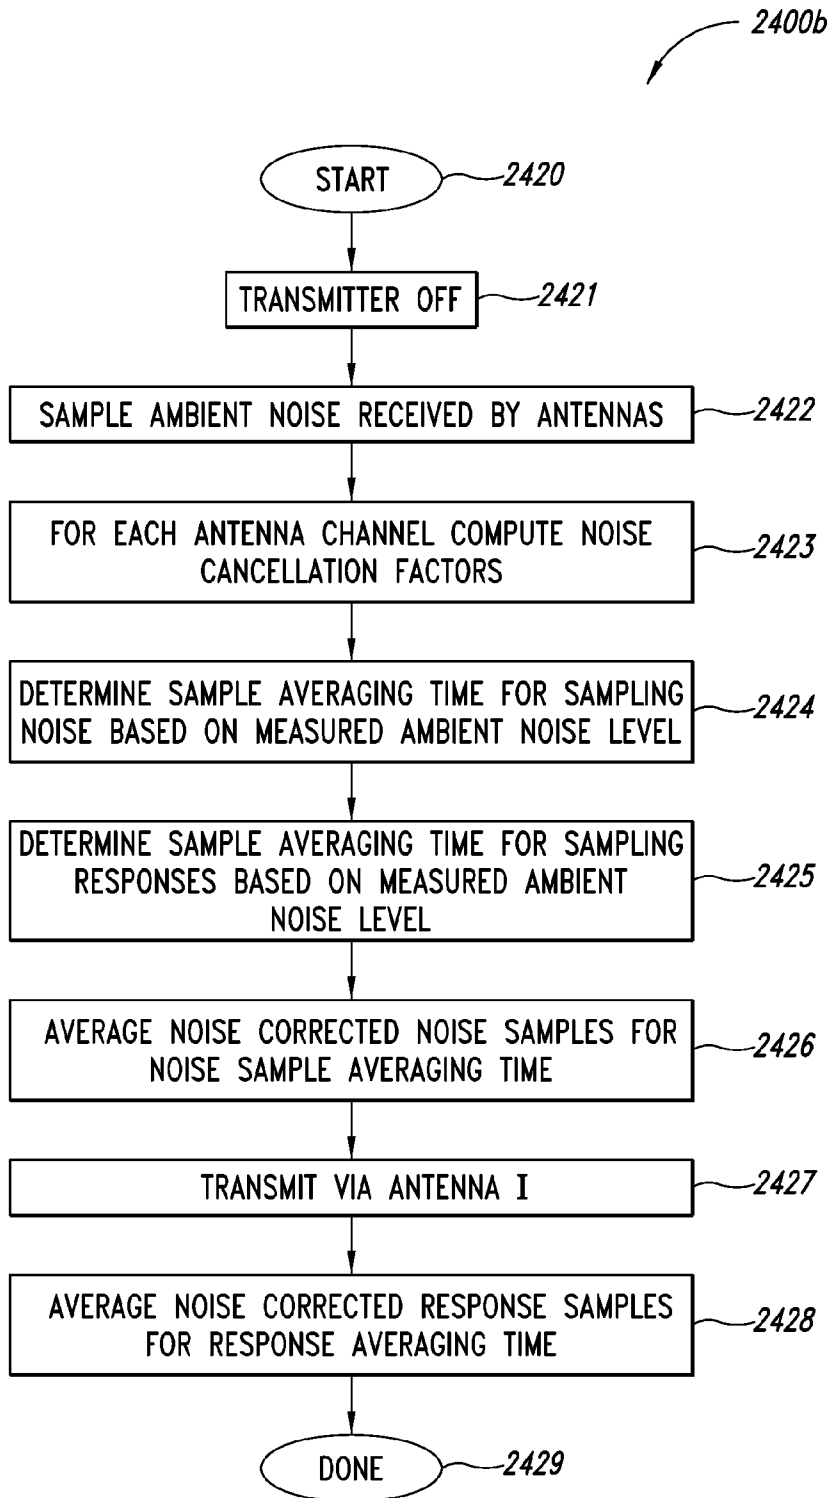 2400b
START
2420
TRANSMITTER OFF
2421
SAMPLE AMBIENT NOISE RECEIVED BY ANTENNAS
2422
FOR EACH ANTENNA CHANNEL COMPUTE NOISE
CANCELLATION FACTORS
2423
DETERMINE SAMPLE AVERAGING TIME FOR SAMPLING
NOISE BASED ON MEASURED AMBIENT NOISE LEVEL
2424
DETERMINE SAMPLE AVERAGING TIME FOR SAMPLING
RESPONSES BASED ON MEASURED AMBIENT
NOISE LEVEL
2425
AVERAGE NOISE CORRECTED NOISE SAMPLES FOR
NOISE SAMPLE AVERAGING TIME
2426
TRANSMIT VIA ANTENNA I
2427
AVERAGE NOISE CORRECTED RESPONSE SAMPLES
FOR RESPONSE AVERAGING TIME
2428
DONE
2429